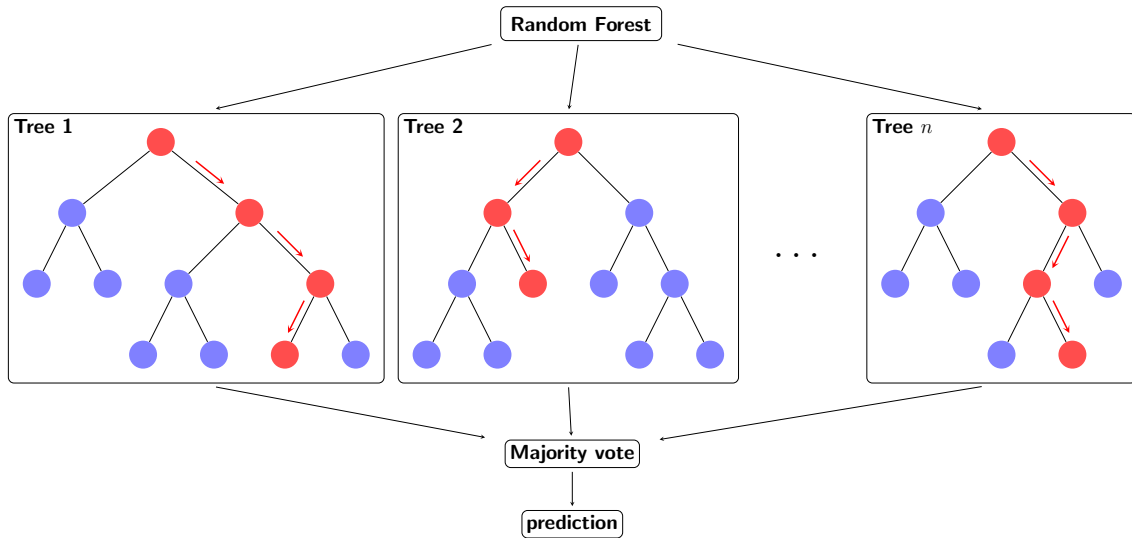 Random Forest
Tree 1
Tree 2
Tree n
. . .
Majority vote
prediction